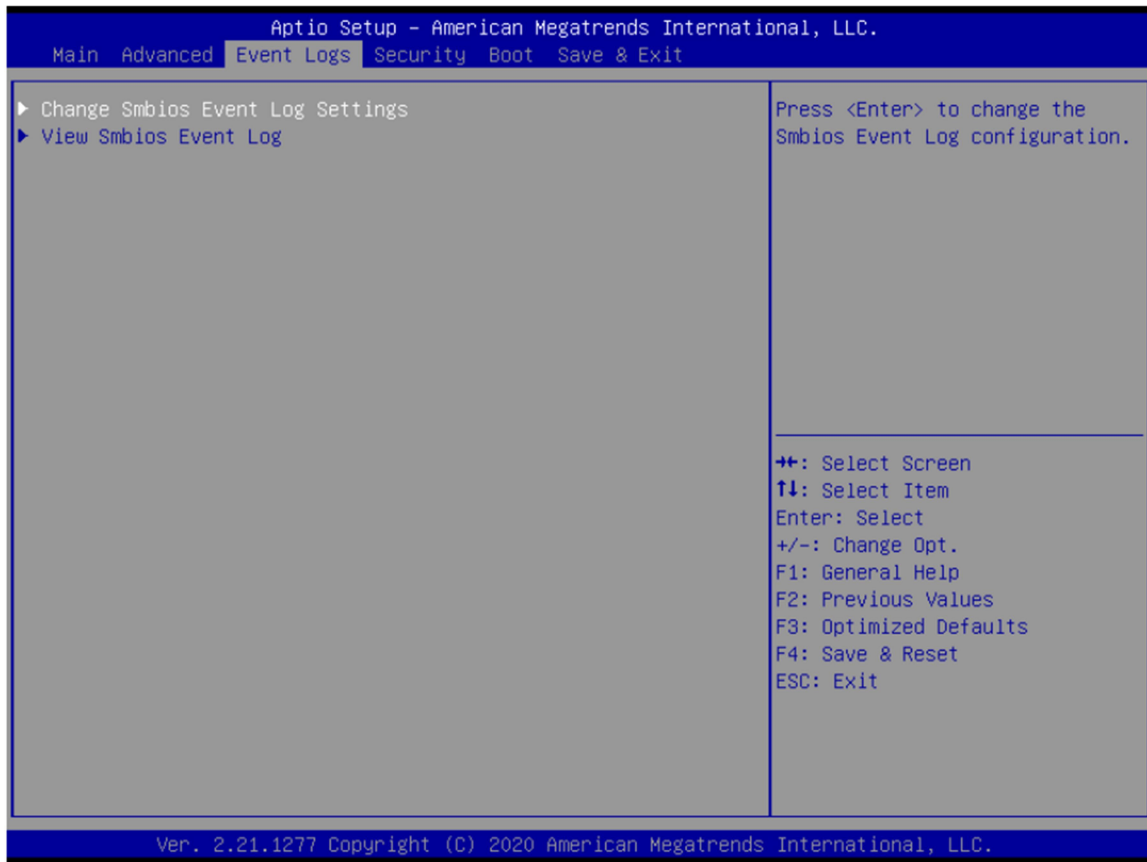 Aptio Setup – American Megatrends International, LLC.
Main Advanced Event Logs Security Boot Save & Exit
▶ Change Smbios Event Log Settings
▶ View Smbios Event Log
Press <Enter> to change the
Smbios Event Log configuration.
→←: Select Screen
↑↓: Select Item
Enter: Select
+/-: Change Opt.
F1: General Help
F2: Previous Values
F3: Optimized Defaults
F4: Save & Reset
ESC: Exit
Ver. 2.21.1277 Copyright (C) 2020 American Megatrends International, LLC.